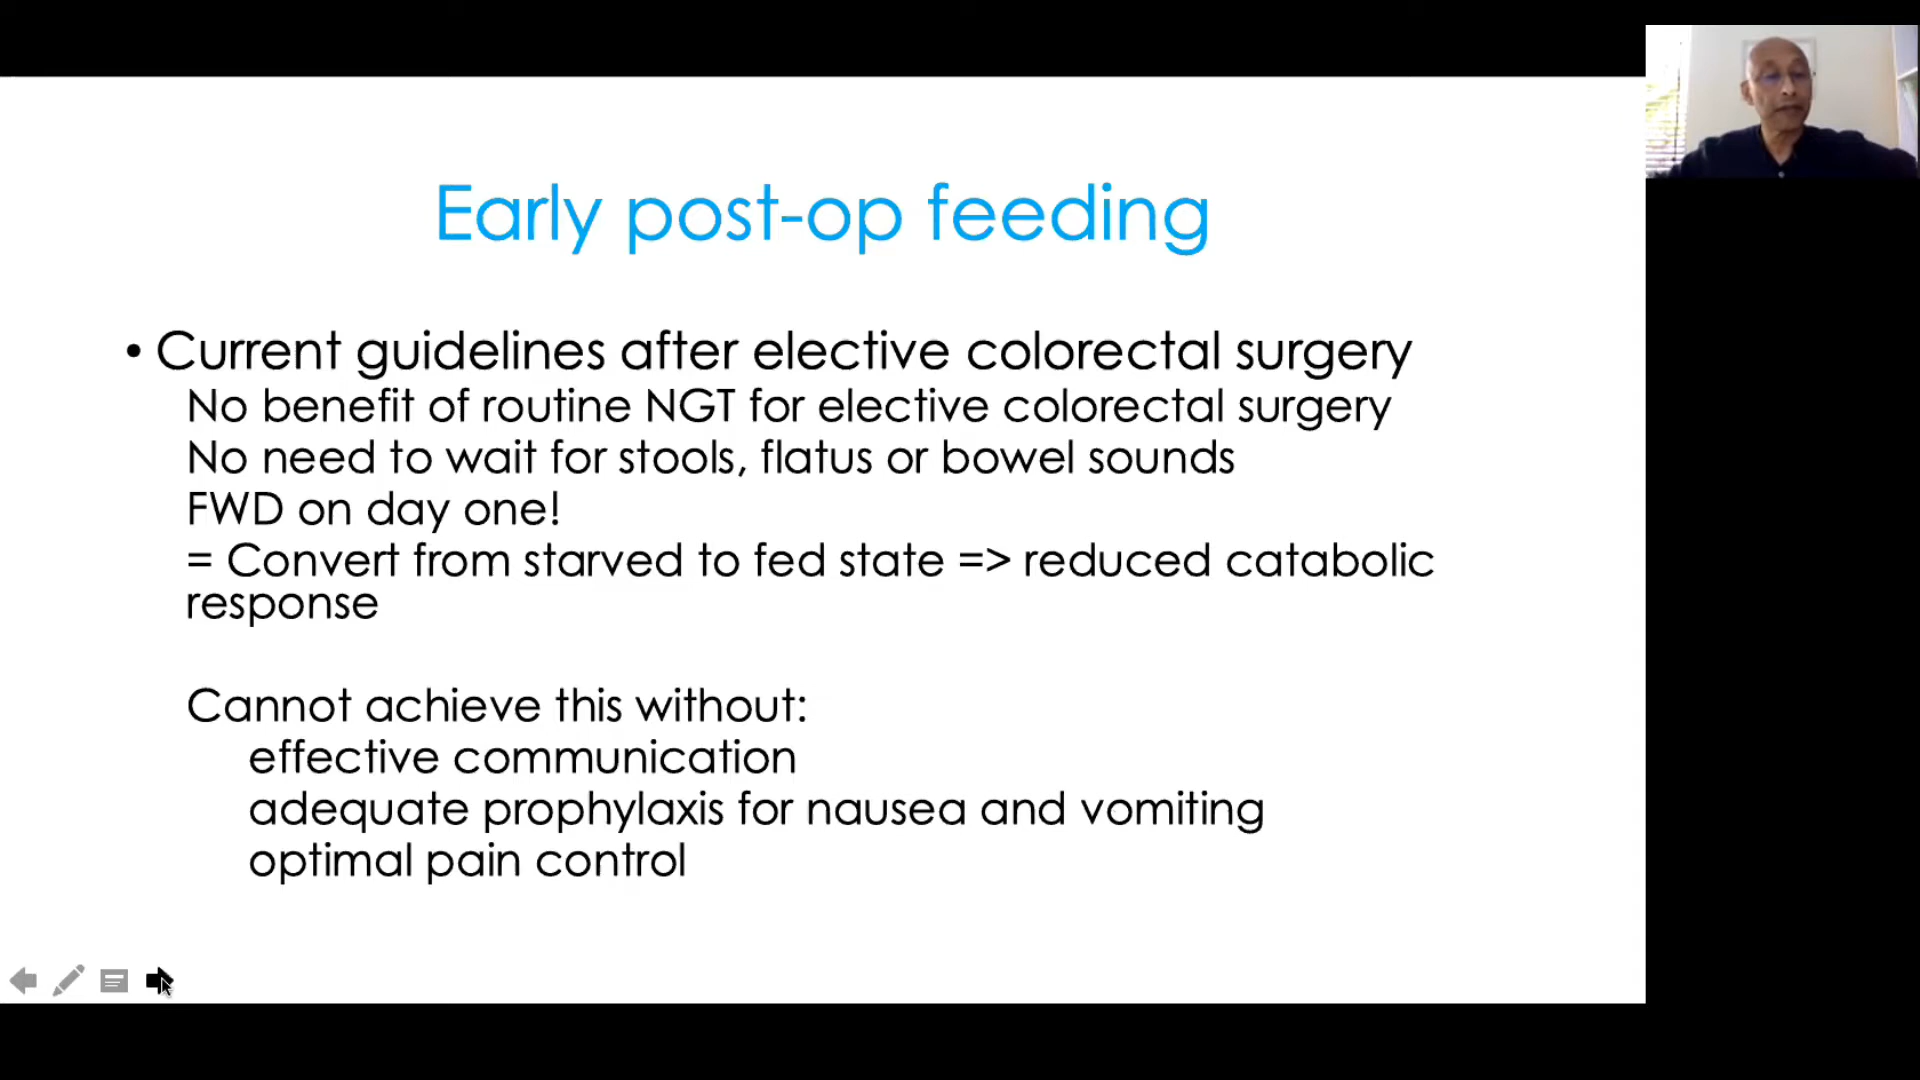 Early post-op feeding
• Current guidelines after elective colorectal surgery
No benefit of routine NGT for elective colorectal surgery
No need to wait for stools, flatus or bowel sounds
FWD on day one!
= Convert from starved to fed state => reduced catabolic
response
Cannot achieve this without:
effective communication
adequate prophylaxis for nausea and vomiting
optimal pain control